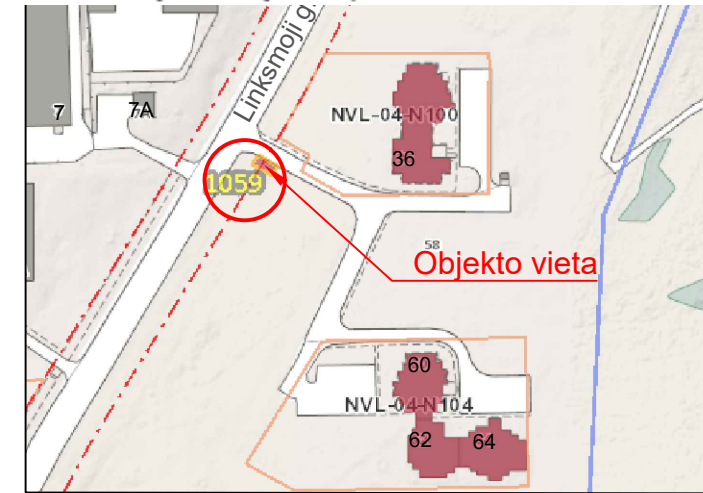 Linksmoji g.
7
7A
NVL-04-N100
36
1059
58
Objekto vieta
60
NVL-04-N104
62
64